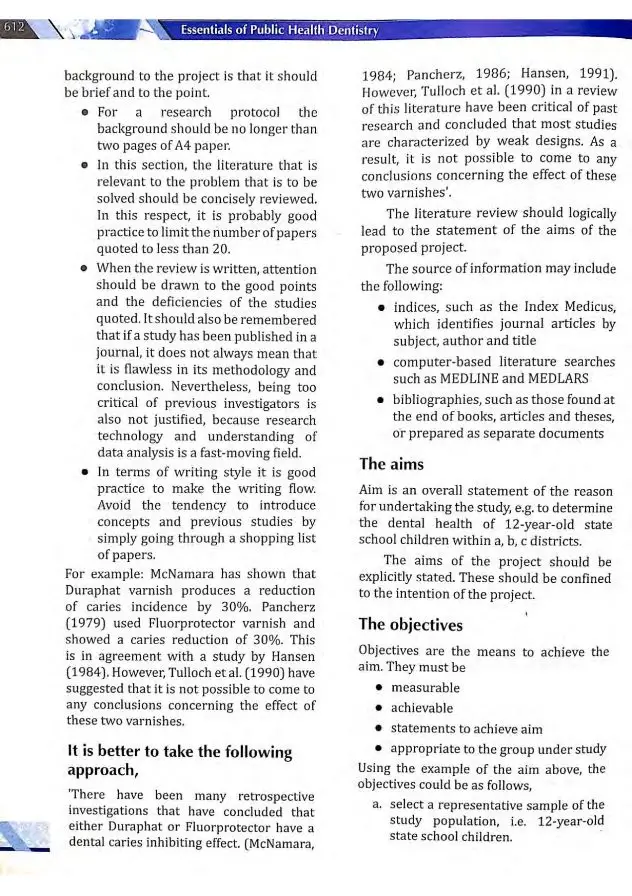 612
Essentials of Public Health Dentistry
background to the project is that it should
be brief and to the point.
● For a research protocol the
background should be no longer than
two pages of A4 paper.
● In this section, the literature that is
relevant to the problem that is to be
solved should be concisely reviewed.
In this respect, it is probably good
practice to limit the number of papers
quoted to less than 20.
● When the review is written, attention
should be drawn to the good points
and the deficiencies of the studies
quoted. It should also be remembered
that if a study has been published in a
journal, it does not always mean that
it is flawless in its methodology and
conclusion. Nevertheless, being too
critical of previous investigators is
also not justified, because research
technology and understanding of
data analysis is a fast-moving field.
● In terms of writing style it is good
practice to make the writing flow.
Avoid the tendency to introduce
concepts and previous studies by
simply going through a shopping list
of papers.
For example: McNamara has shown that
Duraphat varnish produces a reduction
of caries incidence by 30%. Pancherz
(1979) used Fluorprotector varnish and
showed a caries reduction of 30%. This
is in agreement with a study by Hansen
(1984). However, Tulloch et al. (1990) have
suggested that it is not possible to come to
any conclusions concerning the effect of
these two varnishes.
It is better to take the following
approach,
'There have been many retrospective
investigations that have concluded that
either Duraphat or Fluorprotector have a
dental caries inhibiting effect. (McNamara,
1984; Pancherz, 1986; Hansen, 1991).
However, Tulloch et al. (1990) in a review
of this literature have been critical of past
research and concluded that most studies
are characterized by weak designs. As a
result, it is not possible to come to any
conclusions concerning the effect of these
two varnishes'.
The literature review should logically
lead to the statement of the aims of the
proposed project.
The source of information may include
the following:
● indices, such as the Index Medicus,
which identifies journal articles by
subject, author and title
● computer-based literature searches
such as MEDLINE and MEDLARS
● bibliographies, such as those found at
the end of books, articles and theses,
or prepared as separate documents
The aims
Aim is an overall statement of the reason
for undertaking the study, e.g. to determine
the dental health of 12-year-old state
school children within a, b, c districts.
The aims of the project should be
explicitly stated. These should be confined
to the intention of the project.
The objectives
Objectives are the means to achieve the
aim. They must be
● measurable
● achievable
● statements to achieve aim
● appropriate to the group under study
Using the example of the aim above, the
objectives could be as follows,
a. select a representative sample of the
study population, i.e. 12-year-old
state school children.